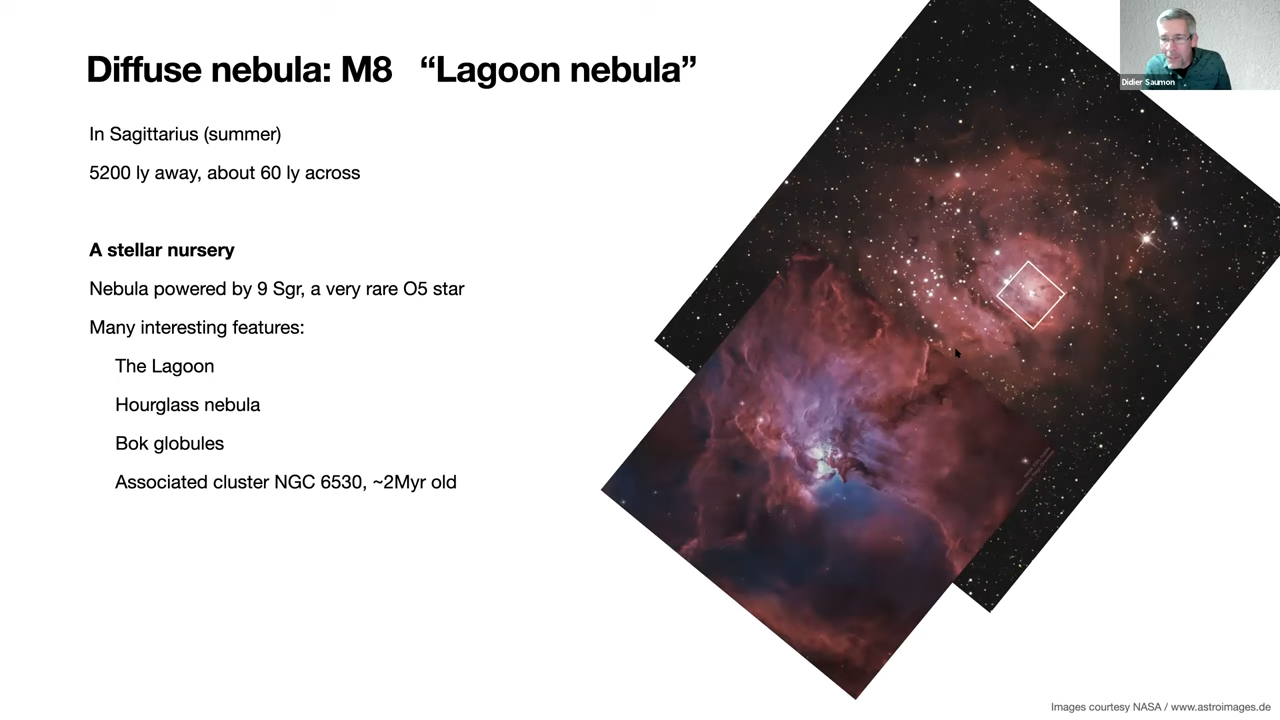 Diffuse nebula: M8 “Lagoon nebula”
Didier Saumon
In Sagittarius (summer)
5200 ly away, about 60 ly across
A stellar nursery
Nebula powered by 9 Sgr, a very rare O5 star
Many interesting features:
The Lagoon
Hourglass nebula
Bok globules
Associated cluster NGC 6530, ~2Myr old
Images courtesy NASA / www.astroimages.de